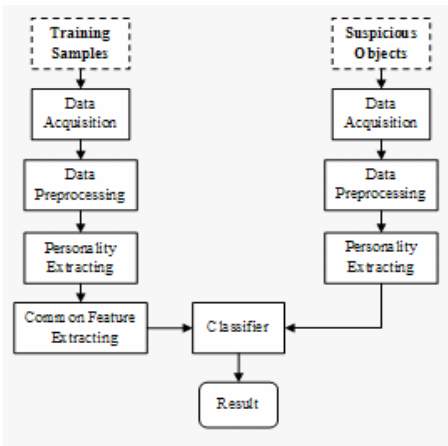 Training
Samples
Data
Acquisition
Data
Preprocessing
Personality
Extracting
Common Feature
Extracting
Suspicious
Objects
Data
Acquisition
Data
Preprocessing
Personality
Extracting
Classifier
Result